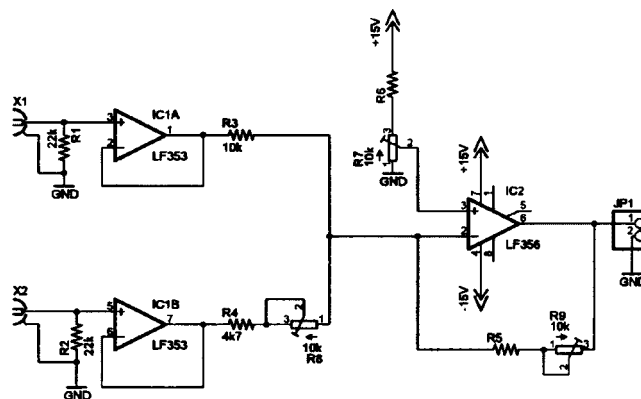 +15V
R6
X1
3
IC1A
1
R3
22k
R1
2
LF353
10k
3
2
R7
10k
GND
GND
+15V
7
1
IC2
5
3
6
JP1
1
2
2
LF356
4
8
-15V
GND
X2
5
IC1B
7
R4
2
3
1
6
LF353
4k7
10k
R8
R2
22k
GND
R5
R9
10k
1
3
2